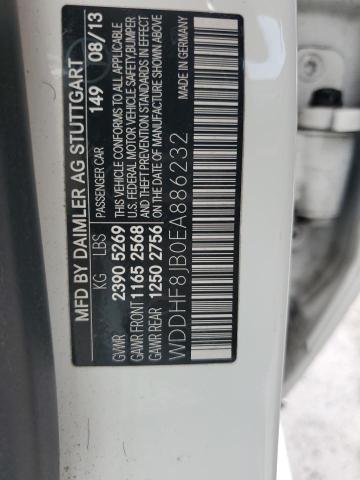 MFD BY DAIMLER AG STUTTGART
PASSENGER CAR 149 08/13
KG LBS
GVWR 2390 5269
GAWR FRONT 1165 2568
GAWR REAR 1250 2756
THIS VEHICLE CONFORMS TO ALL APPLICABLE
U.S. FEDERAL MOTOR VEHICLE SAFETY,BUMPER
AND THEFT PREVENTION STANDARDS IN EFFECT ON
DATE OF MANUFACTURE SHOWN ABOVE
WDDHF8JB0EA886232
MADE IN GERMANY